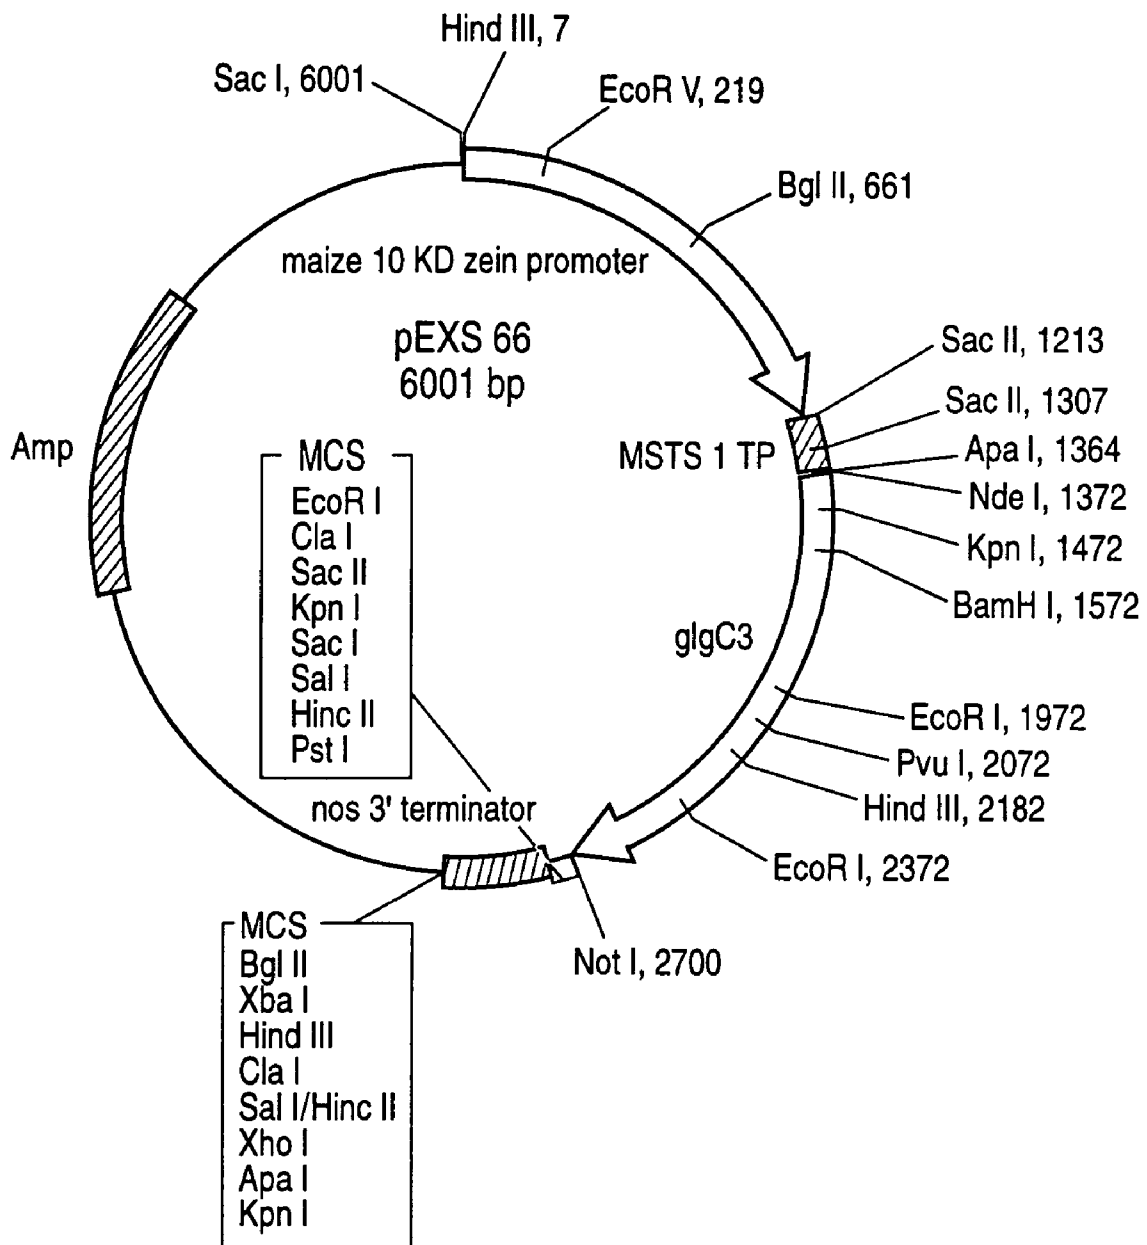 Hind III, 7
Sac I, 6001
EcoR V, 219
Bgl II, 661
maize 10 KD zein promoter
pEXS 66
6001 bp
Sac II, 1213
Sac II, 1307
MSTS 1 TP
Apa I, 1364
Nde I, 1372
Kpn I, 1472
BamH I, 1572
Amp
MCS
EcoR I
Cla I
Sac II
Kpn I
Sac I
Sal I
Hinc II
Pst I
glgC3
EcoR I, 1972
Pvu I, 2072
Hind III, 2182
EcoR I, 2372
nos 3' terminator
Not I, 2700
MCS
Bgl II
Xba I
Hind III
Cla I
Sal I/Hinc II
Xho I
Apa I
Kpn I